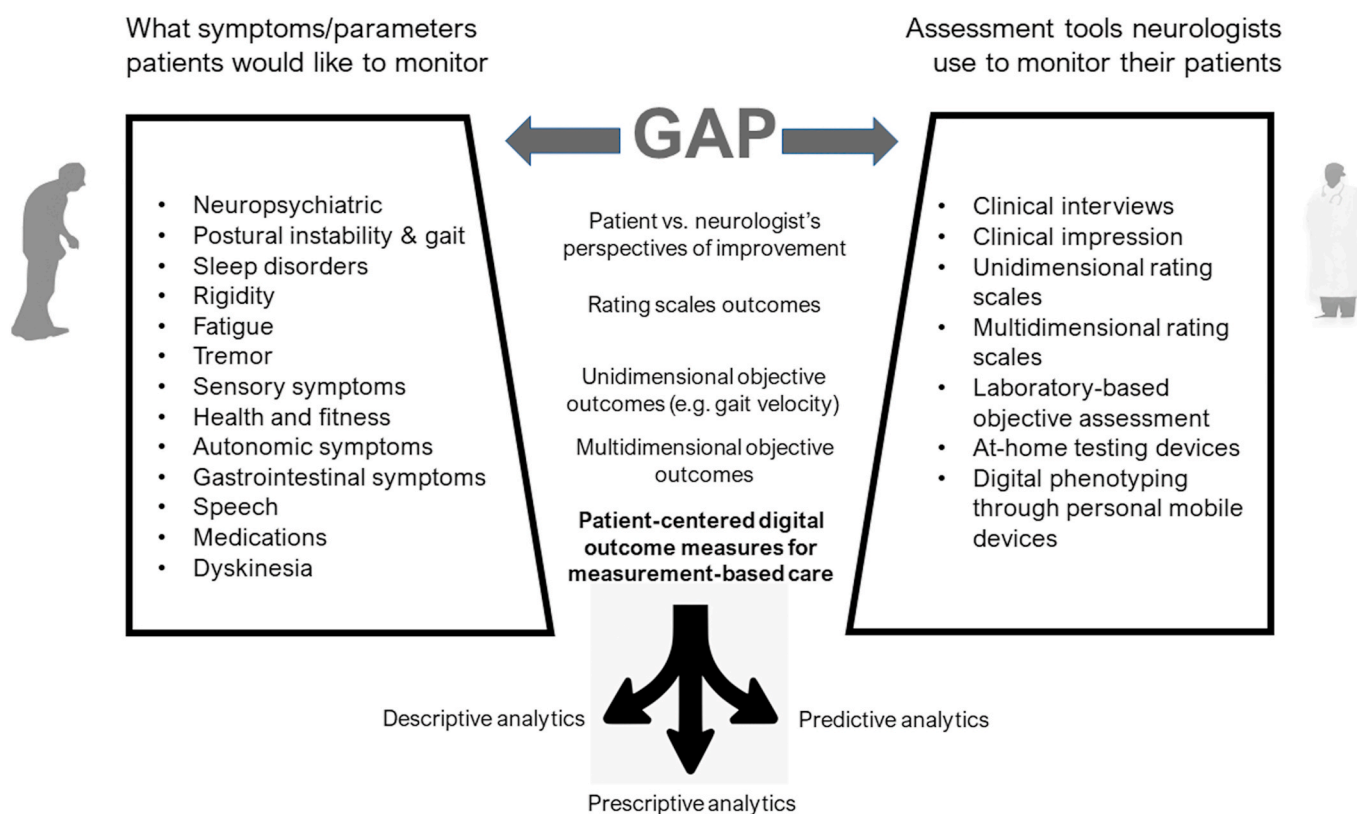 What symptoms/parameters
patients would like to monitor
Assessment tools neurologists
use to monitor their patients
GAP
• Neuropsychiatric
• Postural instability & gait
• Sleep disorders
• Rigidity
• Fatigue
• Tremor
• Sensory symptoms
• Health and fitness
• Autonomic symptoms
• Gastrointestinal symptoms
• Speech
• Medications
• Dyskinesia
Patient vs. neurologist's
perspectives of improvement
Rating scales outcomes
Unidimensional objective
outcomes (e.g. gait velocity)
Multidimensional objective
outcomes
Patient-centered digital
outcome measures for
measurement-based care
• Clinical interviews
• Clinical impression
• Unidimensional rating
scales
• Multidimensional rating
scales
• Laboratory-based
objective assessment
• At-home testing devices
• Digital phenotyping
through personal mobile
devices
Descriptive analytics
Predictive analytics
Prescriptive analytics